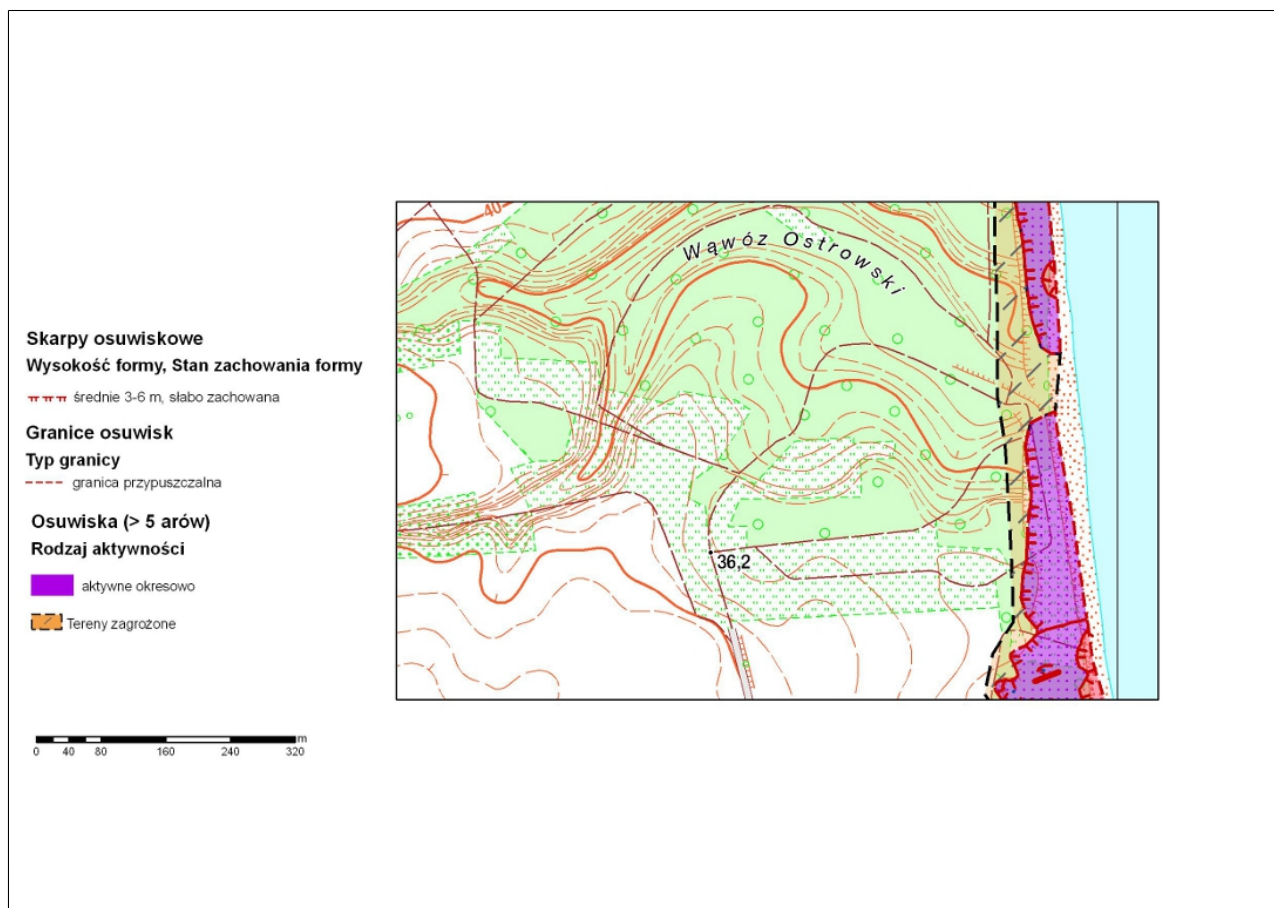 40
Wąwóz Ostrowski
36,2
Skarpy osuwiskowe
Wysokość formy, Stan zachowania formy
średnie 3-6 m, słabo zachowana
Granice osuwisk
Typ granicy
granica przypuszczalna
Osuwiska (> 5 arów)
Rodzaj aktywności
aktywne okresowo
Tereny zagrożone
m
0 40 80 160 240 320